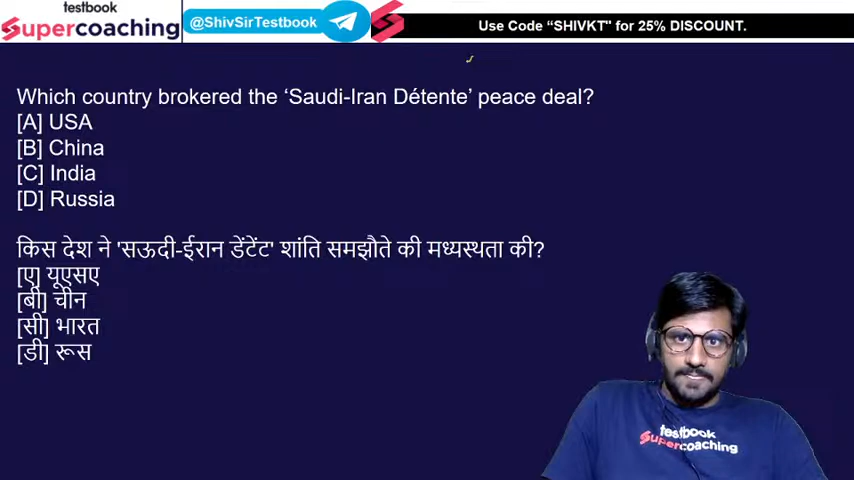 testbook
Supercoaching
@ShivSirTestbook
Use Code “SHIVKT" for 25% DISCOUNT.
Which country brokered the ‘Saudi-Iran Détente’ peace deal?
[A] USA
[B] China
[C] India
[D] Russia
किस देश ने 'सऊदी-ईरान डेंटेंट' शांति समझौते की मध्यस्थता की?
[ए] यूएसए
[बी] चीन
[सी] भारत
[डी] रूस
testbook
Supercoaching